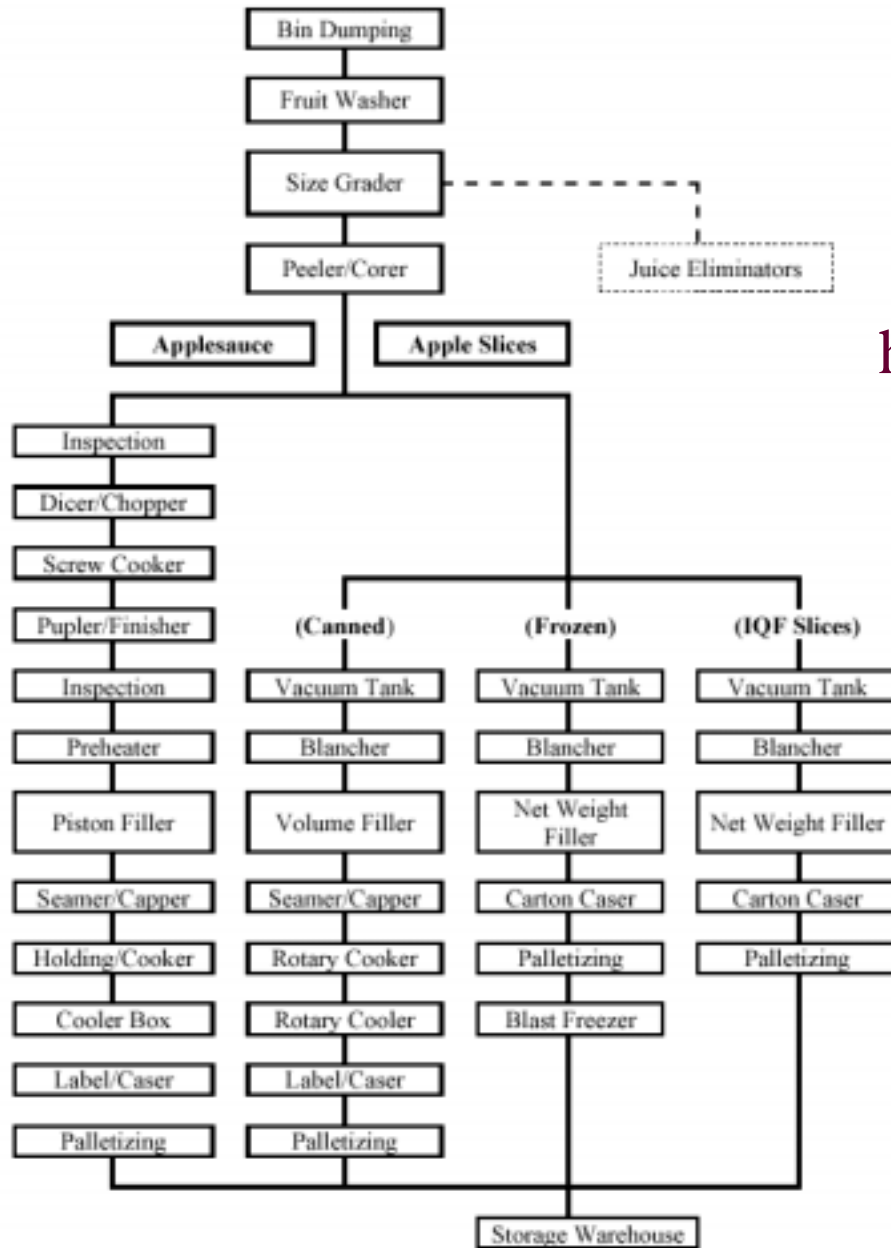 Bin Dumping
Fruit Washer
Size Grader
Peeler/Corer
Juice Eliminators
Applesauce
Apple Slices
h
Inspection
Dicer/Chopper
Screw Cooker
Pupler/Finisher
Inspection
Preheater
Piston Filler
Seamer/Capper
Holding/Cooker
Cooler Box
Label/Caser
Palletizing
(Canned)
Vacuum Tank
Blancher
Volume Filler
Seamer/Capper
Rotary Cooker
Rotary Cooler
Label/Caser
Palletizing
(Frozen)
Vacuum Tank
Blancher
Net Weight
Filler
Carton Caser
Palletizing
Blast Freezer
(IQF Slices)
Vacuum Tank
Blancher
Net Weight Filler
Carton Caser
Palletizing
Storage Warehouse